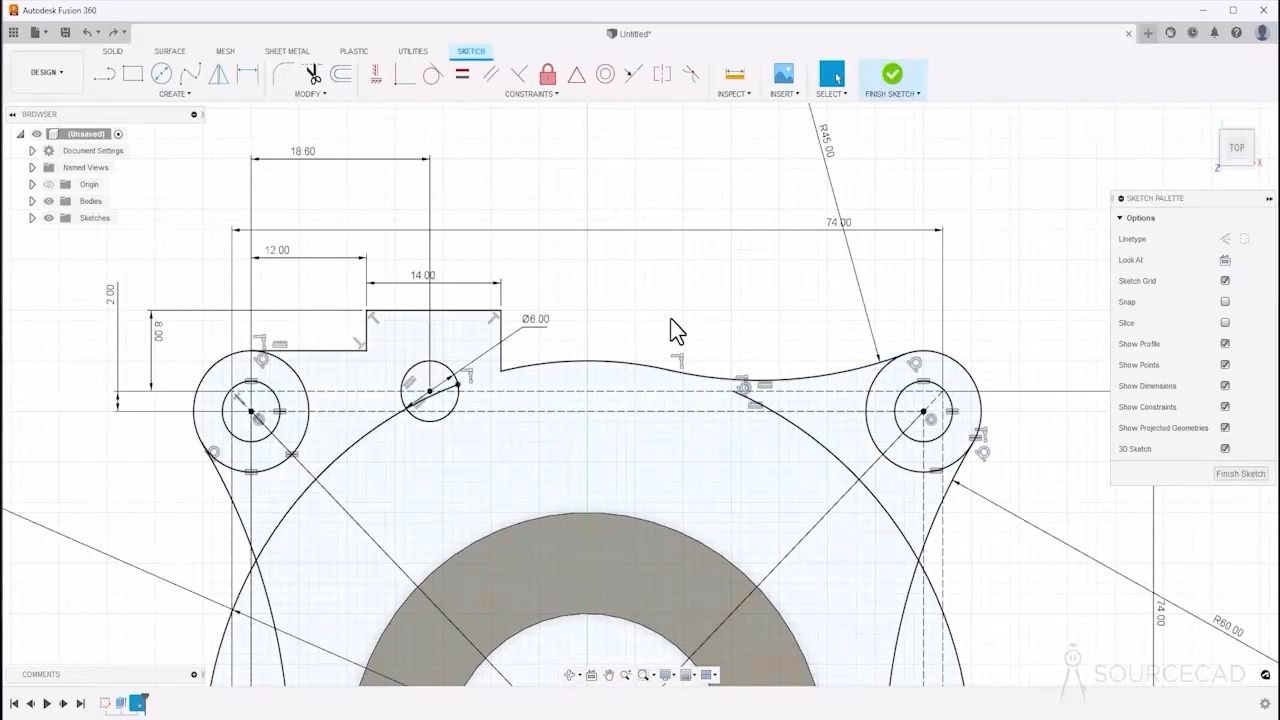 Autodesk Fusion 360
Untitled*
SOLID SURFACE MESH SHEET METAL PLASTIC UTILITIES SKETCH
DESIGN
CREATE MODIFY CONSTRAINTS INSPECT INSERT SELECT FINISH SKETCH
BROWSER
(Unsaved)
Document Settings
Named Views
Origin
Bodies
Sketches
18.60
74.00
R45.00
12.00
14.00
2.00
8.00
Ø6.00
TOP
X
Z
SKETCH PALETTE
Options
Linetype
Look At
Sketch Grid
Snap
Slice
Show Profile
Show Points
Show Dimensions
Show Constraints
Show Projected Geometries
3D Sketch
Finish Sketch
74.00
R60.00
COMMENTS
SOURCECAD